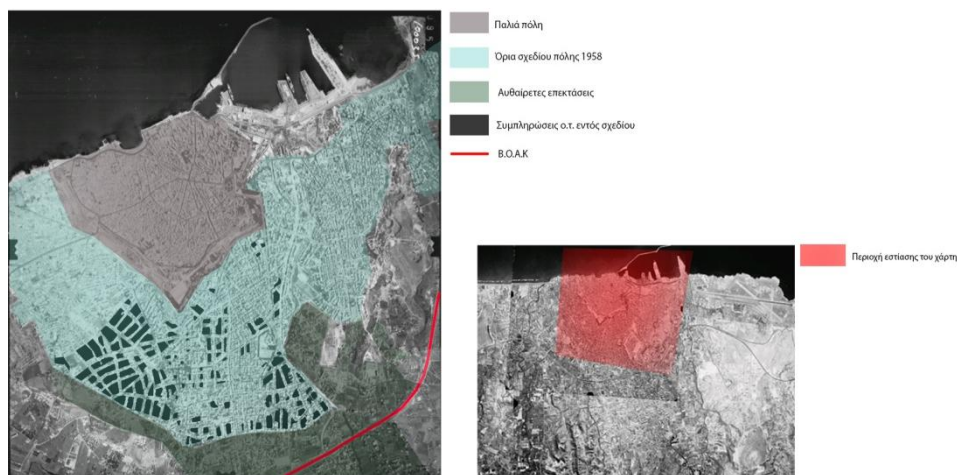 Παλιά πόλη
Όρια σχεδίου πόλης 1958
Αυθαίρετες επεκτάσεις
Συμπληρώσεις ο.τ. εντός σχεδίου
Β.Ο.Α.Κ
Περιοχή εστίασης του χάρτη